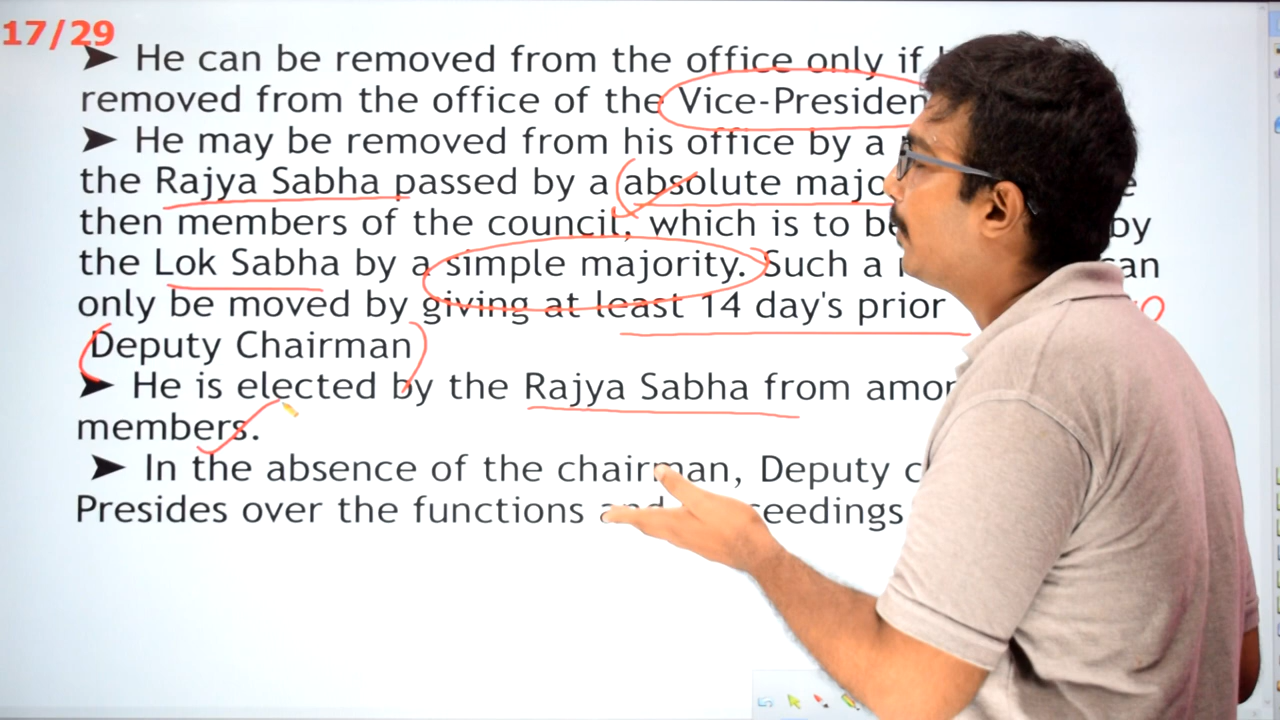 17/29
➤ He can be removed from the office only if
removed from the office of the Vice-Presiden
➤ He may be removed from his office by a
the Rajya Sabha passed by a absolute majo
then members of the council, which is to be by
the Lok Sabha by a simple majority. Such a can
only be moved by giving at least 14 day's prior
Deputy Chairman
➤ He is elected by the Rajya Sabha from amon
members.
➤ In the absence of the chairman, Deputy c
Presides over the functions and seedings